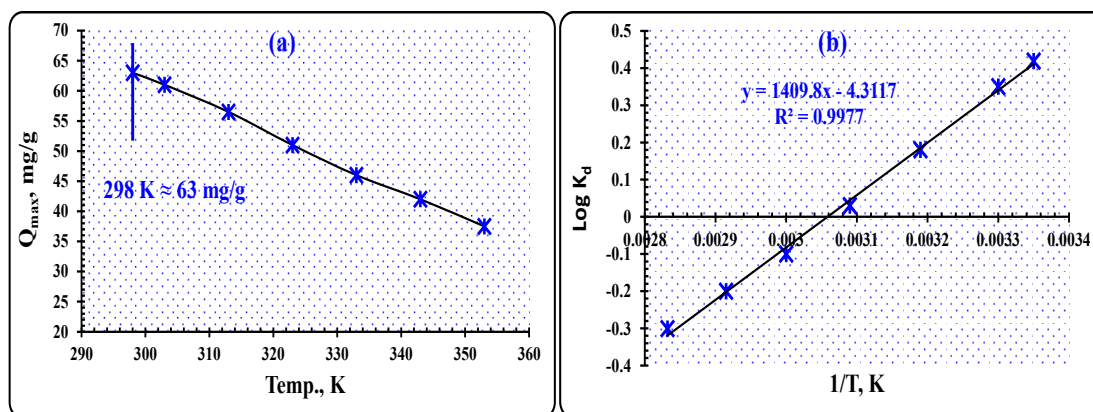 (a)
70
65
60
55
50
45
40
35
30
25
20
290 300 310 320 330 340 350 360
Qmax, mg/g
Temp., K
298 K ≈ 63 mg/g
(b)
y = 1409.8x - 4.3117
R² = 0.9977
0.5
0.4
0.3
0.2
0.1
0
-0.1
-0.2
-0.3
-0.4
0.0028 0.0029 0.003 0.0031 0.0032 0.0033 0.0034
Log Kd
1/T, K